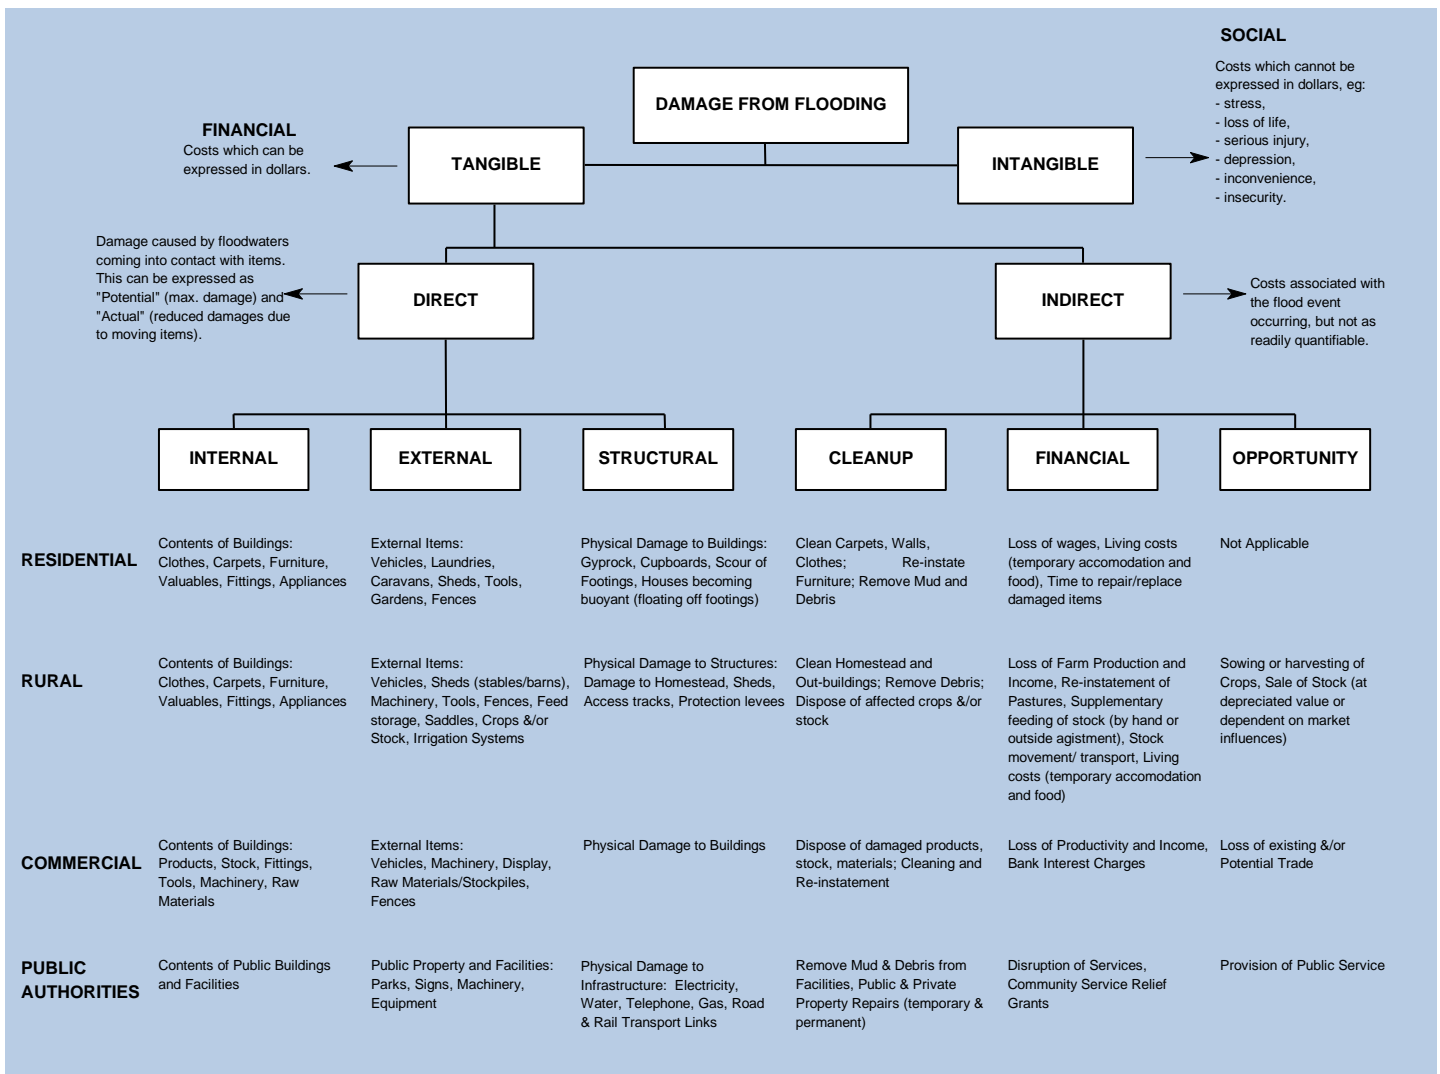 SOCIAL
Costs which cannot be
expressed in dollars, eg:
- stress,
- loss of life,
- serious injury,
- depression,
- inconvenience,
- insecurity.
DAMAGE FROM FLOODING
FINANCIAL
Costs which can be
expressed in dollars.
TANGIBLE
INTANGIBLE
Damage caused by floodwaters
coming into contact with items.
This can be expressed as
"Potential" (max. damage) and
"Actual" (reduced damages due
to moving items).
DIRECT
INDIRECT
Costs associated with
the flood event
occurring, but not as
readily quantifiable.
INTERNAL
EXTERNAL
STRUCTURAL
CLEANUP
FINANCIAL
OPPORTUNITY
RESIDENTIAL
Contents of Buildings:
Clothes, Carpets, Furniture,
Valuables, Fittings, Appliances
External Items:
Vehicles, Laundries,
Caravans, Sheds, Tools,
Gardens, Fences
Physical Damage to Buildings:
Gyprock, Cupboards, Scour of
Footings, Houses becoming
buoyant (floating off footings)
Clean Carpets, Walls,
Clothes; Re-instate
Furniture; Remove Mud and
Debris
Loss of wages, Living costs
(temporary accomodation and
food), Time to repair/replace
damaged items
Not Applicable
RURAL
Contents of Buildings:
Clothes, Carpets, Furniture,
Valuables, Fittings, Appliances
External Items:
Vehicles, Sheds (stables/barns),
Machinery, Tools, Fences, Feed
storage, Saddles, Crops &/or
Stock, Irrigation Systems
Physical Damage to Structures:
Damage to Homestead, Sheds,
Access tracks, Protection levees
Clean Homestead and
Out-buildings; Remove Debris;
Dispose of affected crops &/or
stock
Loss of Farm Production and
Income, Re-instatement of
Pastures, Supplementary
feeding of stock (by hand or
outside agistment), Stock
movement/ transport, Living
costs (temporary accomodation
and food)
Sowing or harvesting of
Crops, Sale of Stock (at
depreciated value or
dependent on market
influences)
COMMERCIAL
Contents of Buildings:
Products, Stock, Fittings,
Tools, Machinery, Raw
Materials
External Items:
Vehicles, Machinery, Display,
Raw Materials/Stockpiles,
Fences
Physical Damage to Buildings
Dispose of damaged products,
stock, materials; Cleaning and
Re-instatement
Loss of Productivity and Income,
Bank Interest Charges
Loss of existing &/or
Potential Trade
PUBLIC
AUTHORITIES
Contents of Public Buildings
and Facilities
Public Property and Facilities:
Parks, Signs, Machinery,
Equipment
Physical Damage to
Infrastructure: Electricity,
Water, Telephone, Gas, Road
& Rail Transport Links
Remove Mud & Debris from
Facilities, Public & Private
Property Repairs (temporary &
permanent)
Disruption of Services,
Community Service Relief
Grants
Provision of Public Service